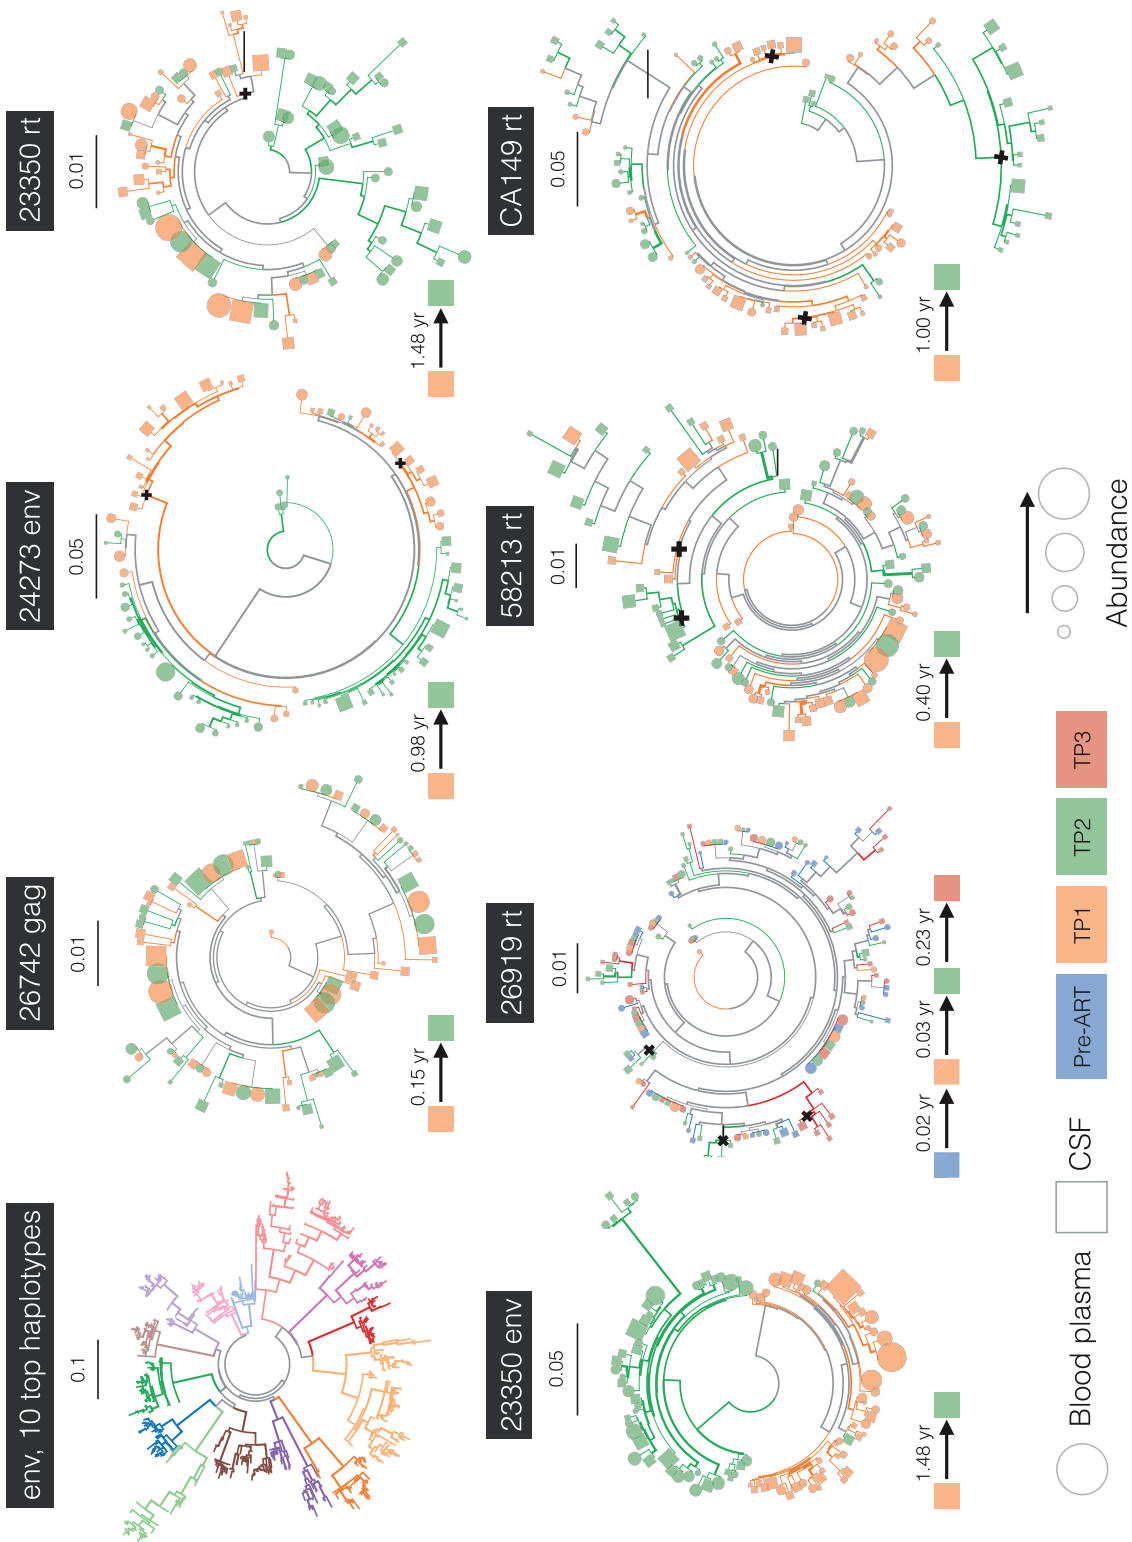 env, 10 top haplotypes
0.1
26742 gag
0.01
0.15 yr
24273 env
0.05
0.98 yr
23350 rt
0.01
1.48 yr
23350 env
0.05
1.48 yr
26919 rt
0.01
0.02 yr
0.03 yr
0.23 yr
58213 rt
0.01
0.40 yr
CA149 rt
0.05
1.00 yr
Blood plasma
CSF
Pre-ART
TP1
TP2
TP3
Abundance